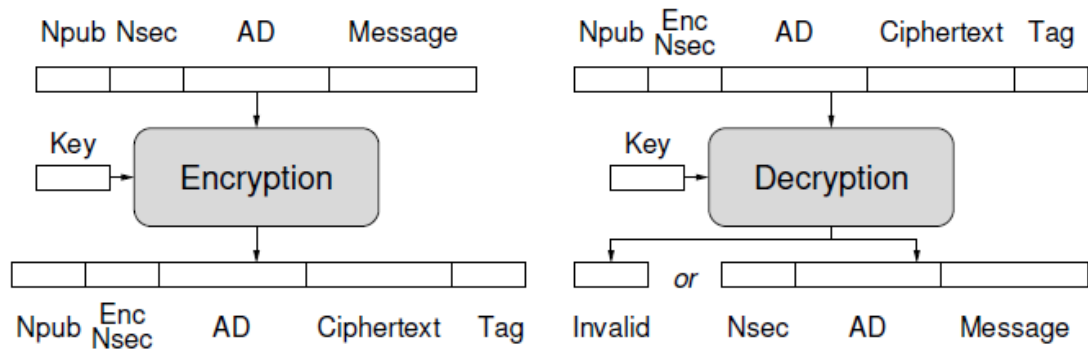 Npub Nsec AD Message
Key
Encryption
Npub Enc Nsec AD Ciphertext Tag
Npub Enc Nsec AD Ciphertext Tag
Key
Decryption
or
Invalid Nsec AD Message